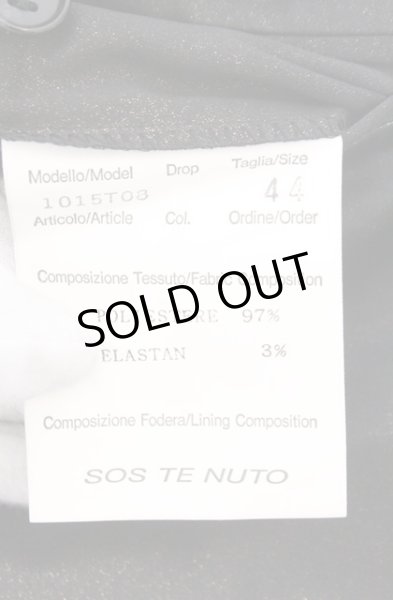 Modello/Model Drop Taglia/Size
1015T03 44
Articolo/Article Col. Ordine/Order
Composizione Tessuto/Fabric Composition
SOLD OUT
97%
ELASTAN 3%
Composizione Fodera/Lining Composition
SOS TE NUTO